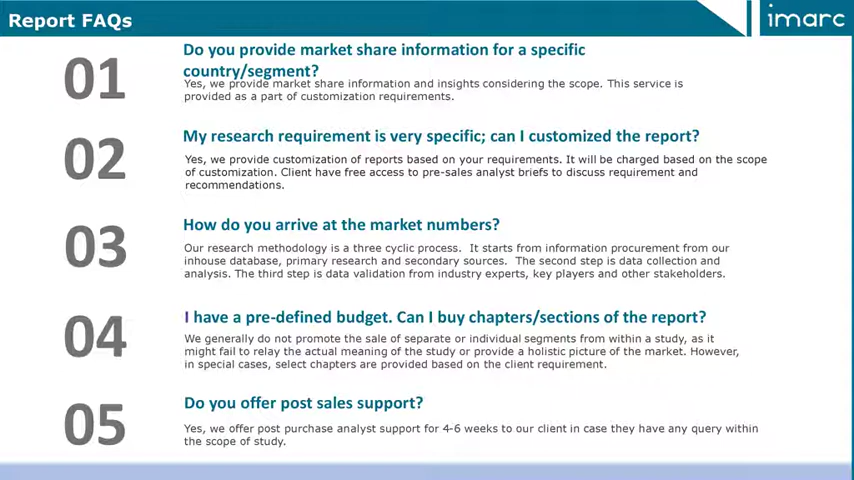 Report FAQs
imarc
01
Do you provide market share information for a specific
country/segment?
Yes, we provide market share information and insights considering the scope. This service is
provided as a part of customization requirements.
02
My research requirement is very specific; can I customized the report?
Yes, we provide customization of reports based on your requirements. It will be charged based on the scope
of customization. Client have free access to pre-sales analyst briefs to discuss requirement and
recommendations.
03
How do you arrive at the market numbers?
Our research methodology is a three cyclic process. It starts from information procurement from our
inhouse database, primary research and secondary sources. The second step is data collection and
analysis. The third step is data validation from industry experts, key players and other stakeholders.
04
I have a pre-defined budget. Can I buy chapters/sections of the report?
We generally do not promote the sale of separate or individual segments from within a study, as it
might fail to relay the actual meaning of the study or provide a holistic picture of the market. However,
in special cases, select chapters are provided based on the client requirement.
05
Do you offer post sales support?
Yes, we offer post purchase analyst support for 4-6 weeks to our client in case they have any query within
the scope of study.